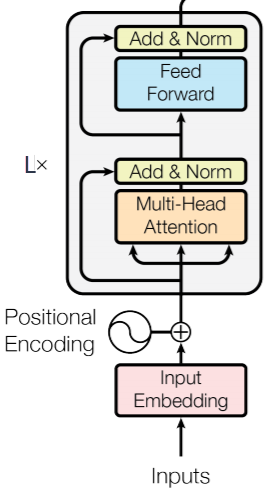 Add & Norm
Feed
Forward
L×
Add & Norm
Multi-Head
Attention
Positional
Encoding
Input
Embedding
Inputs